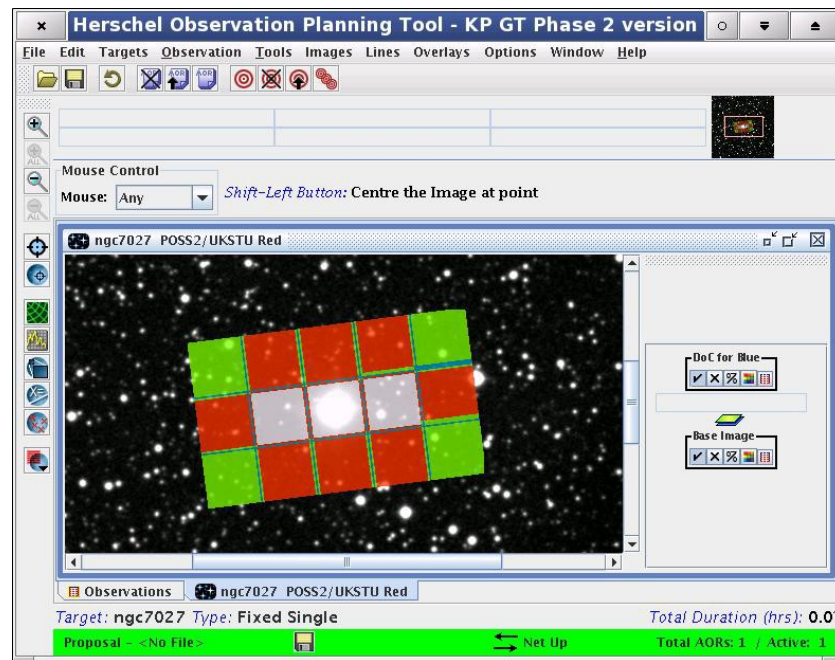 Herschel Observation Planning Tool - KP GT Phase 2 version
File Edit Targets Observation Tools Images Lines Overlays Options Window Help
Mouse Control
Mouse: Any Shift-Left Button: Centre the Image at point
ngc7027 POSS2/UKSTU Red
DoC for Blue
Base Image
Observations ngc7027 POSS2/UKSTU Red
Target: ngc7027 Type: Fixed Single Total Duration (hrs): 0.0
Proposal - <No File> Net Up Total AORs: 1 / Active: 1